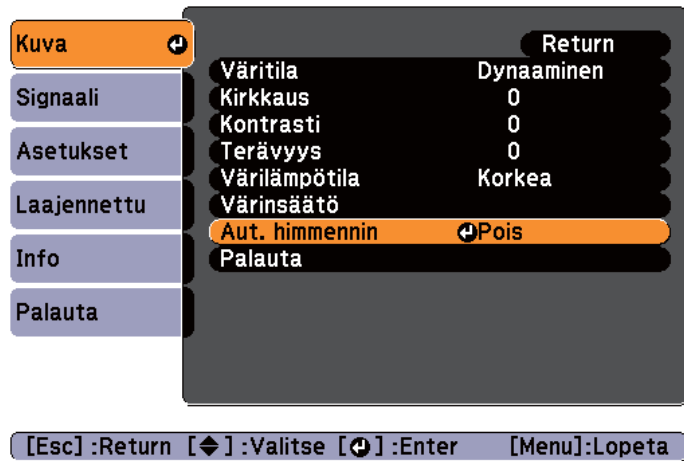 Kuva
Signaali
Asetukset
Laajennettu
Info
Palauta
Return
Väritila Dynaaminen
Kirkkaus 0
Kontrasti 0
Terävyys 0
Värilämpötila Korkea
Värinsäätö
Aut. himmennin Pois
Palauta
[Esc] :Return [ ] :Valitse [ ] :Enter [Menu]:Lopeta